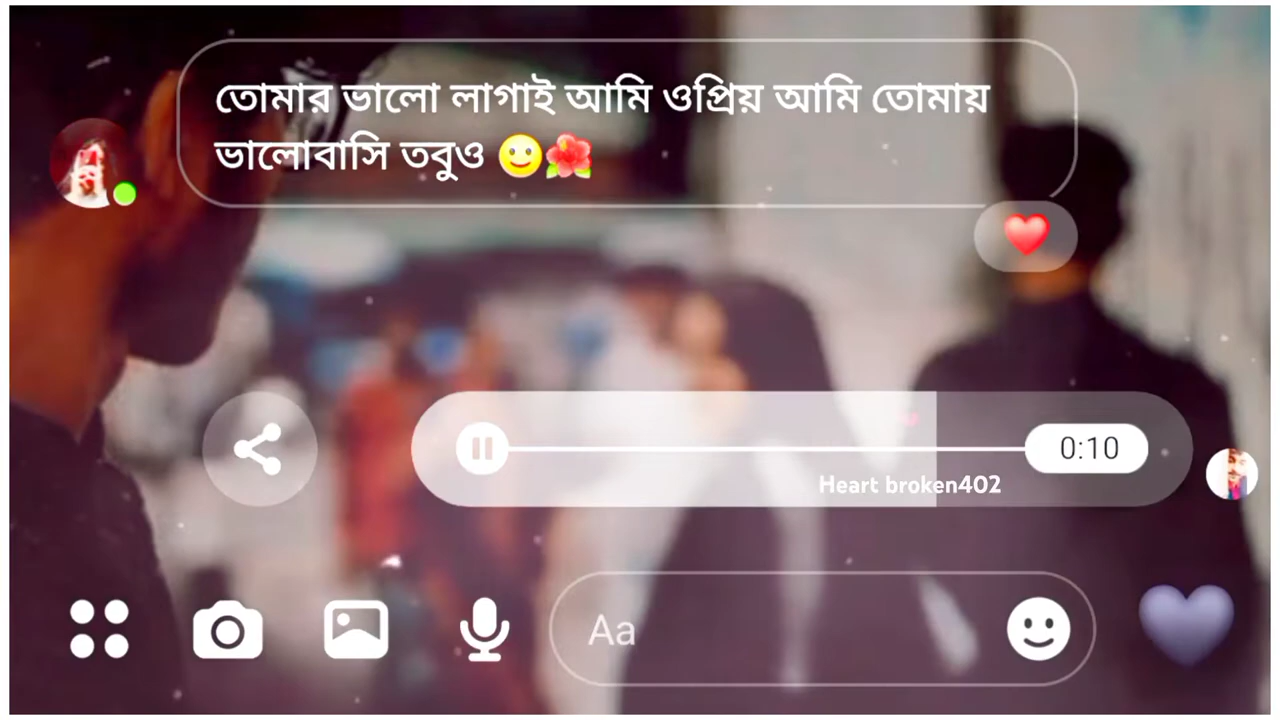 তোমার ভালো লাগাই আমি ওপ্রিয় আমি তোমায়
ভালোবাসি তবুও 🙂🌺
0:10
Heart broken402
Aa